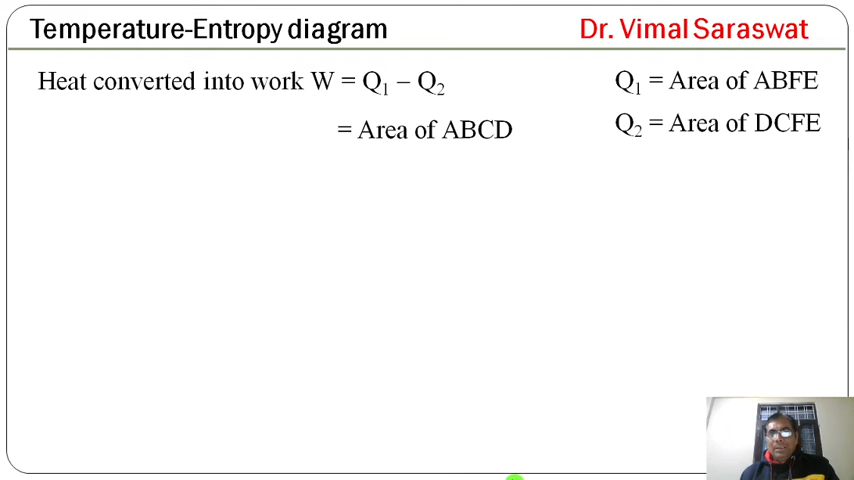 Temperature-Entropy diagram
Dr. Vimal Saraswat
Heat converted into work W = Q₁ – Q₂
= Area of ABCD
Q₁ = Area of ABFE
Q₂ = Area of DCFE